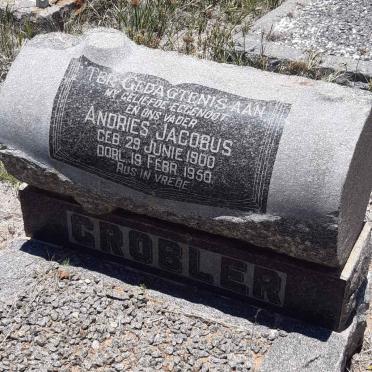 TER GEDAGTENIS AAN
MY GELIEFDE EGGENOOT
EN ONS VADER
ANDRIES JACOBUS
GEB. 29 JUNIE 1900
OORL. 19 FEBR. 1950.
RUS IN VREDE
GROBLER